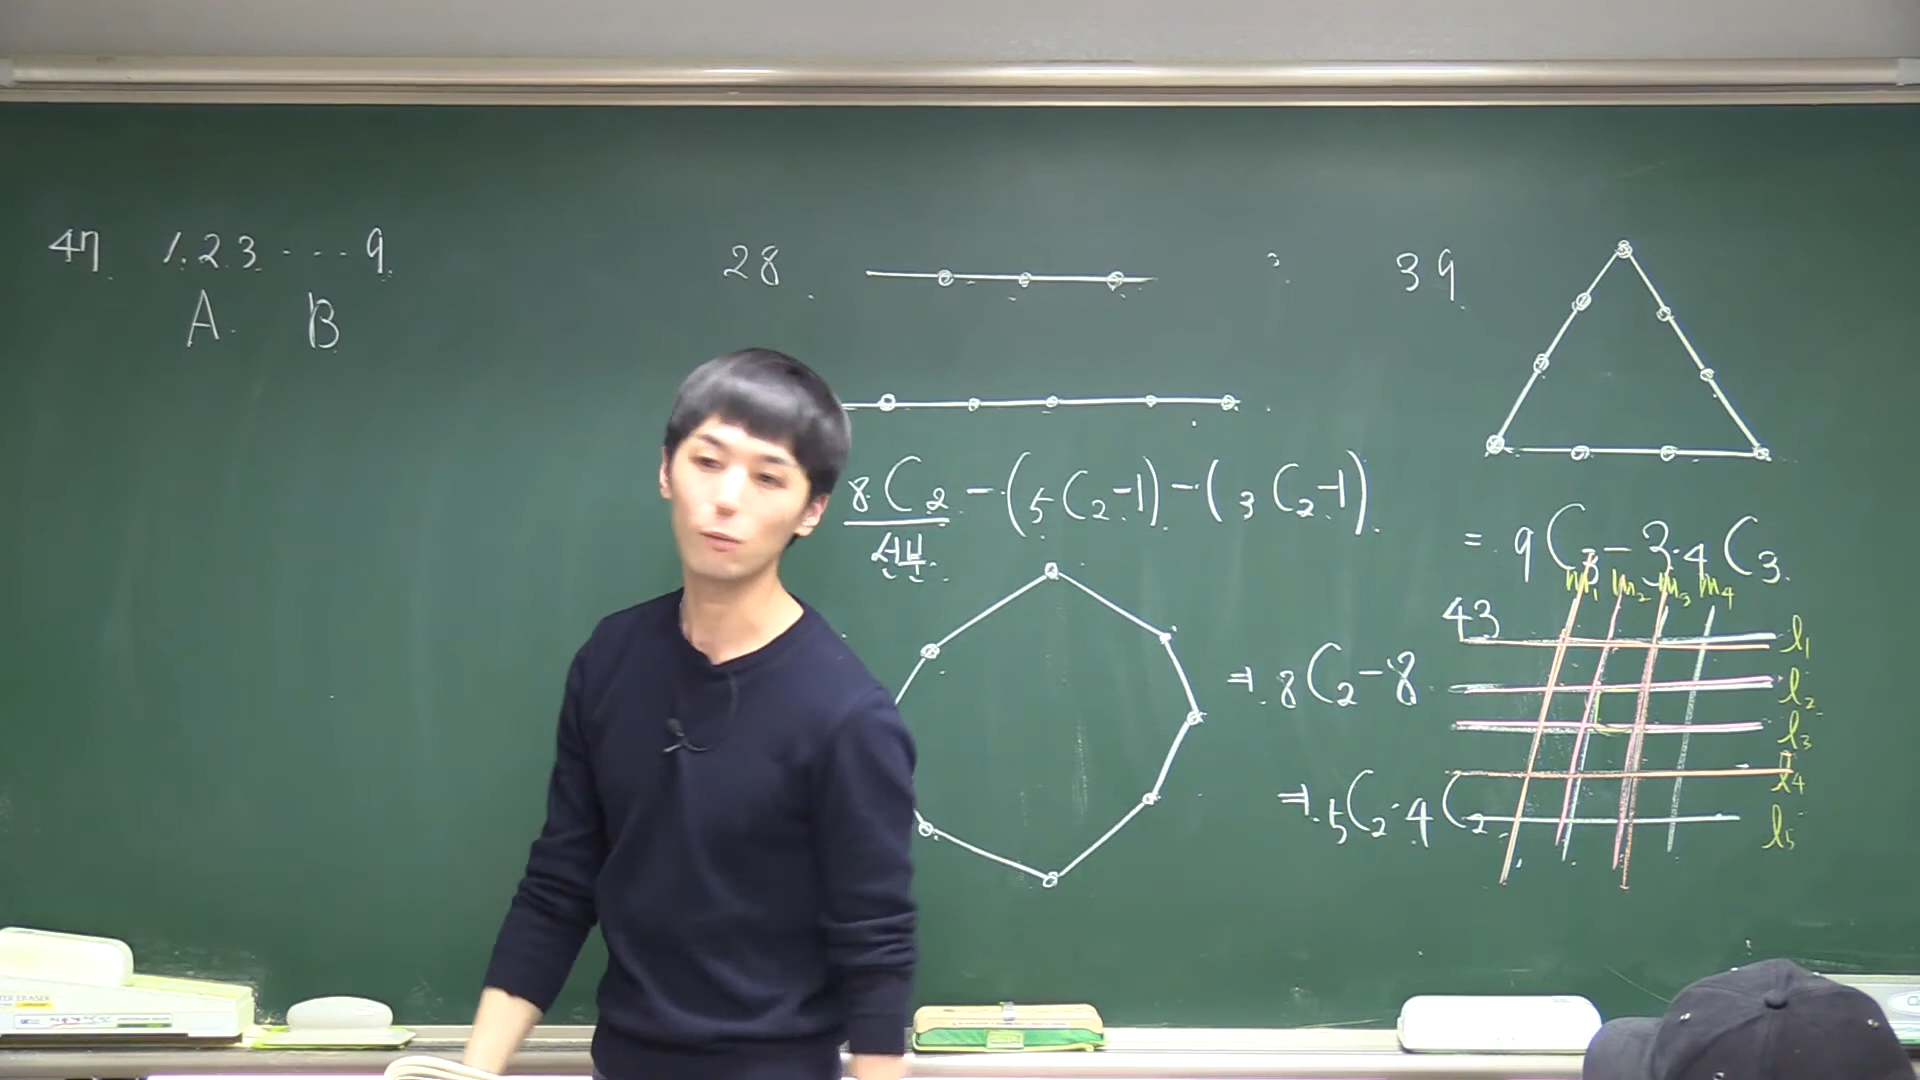 47. 1. 2. 3. ... 9.
A. B
28.
8C2 - (5C2-1) - (3C2-1).
선분
⇒ 8C2-8
39.
= 9C3 - 3·4C3.
43
m1 m2 m3 m4
l1
l2
l3
l4
l5
⇒ 5C2·4C2.